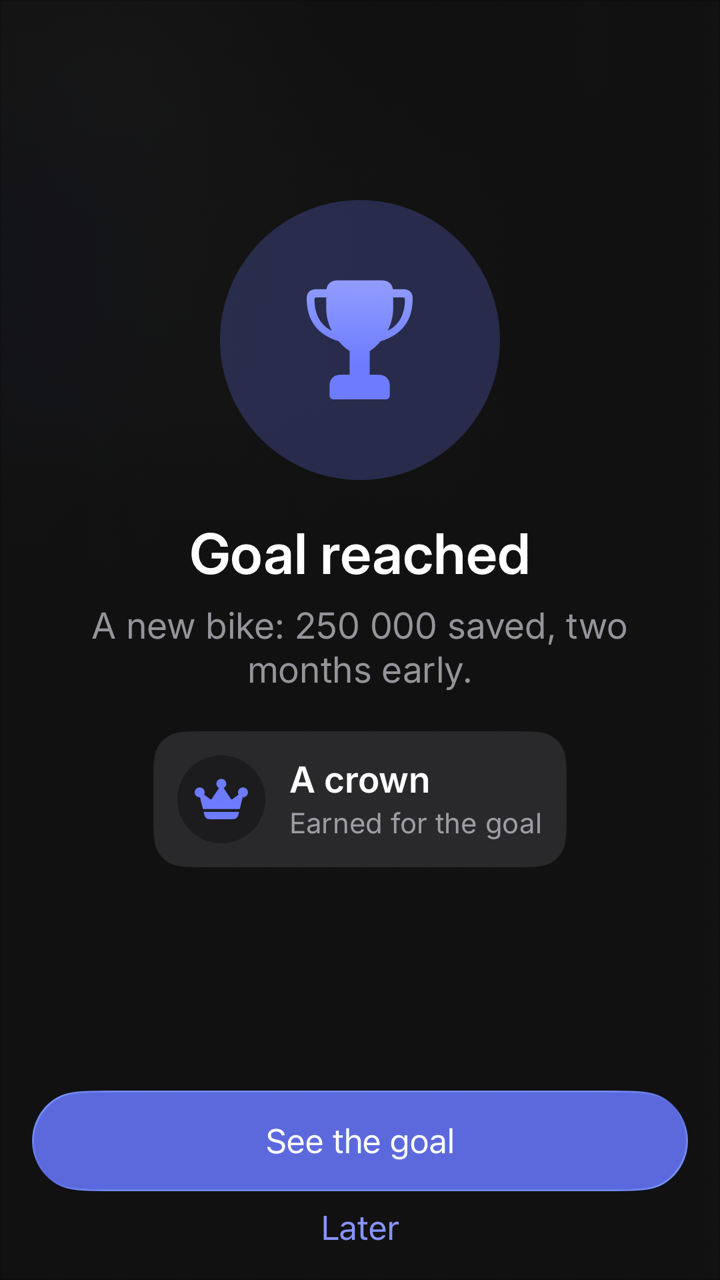 Goal reached
A new bike: 250 000 saved, two
months early.
A crown
Earned for the goal
See the goal
Later